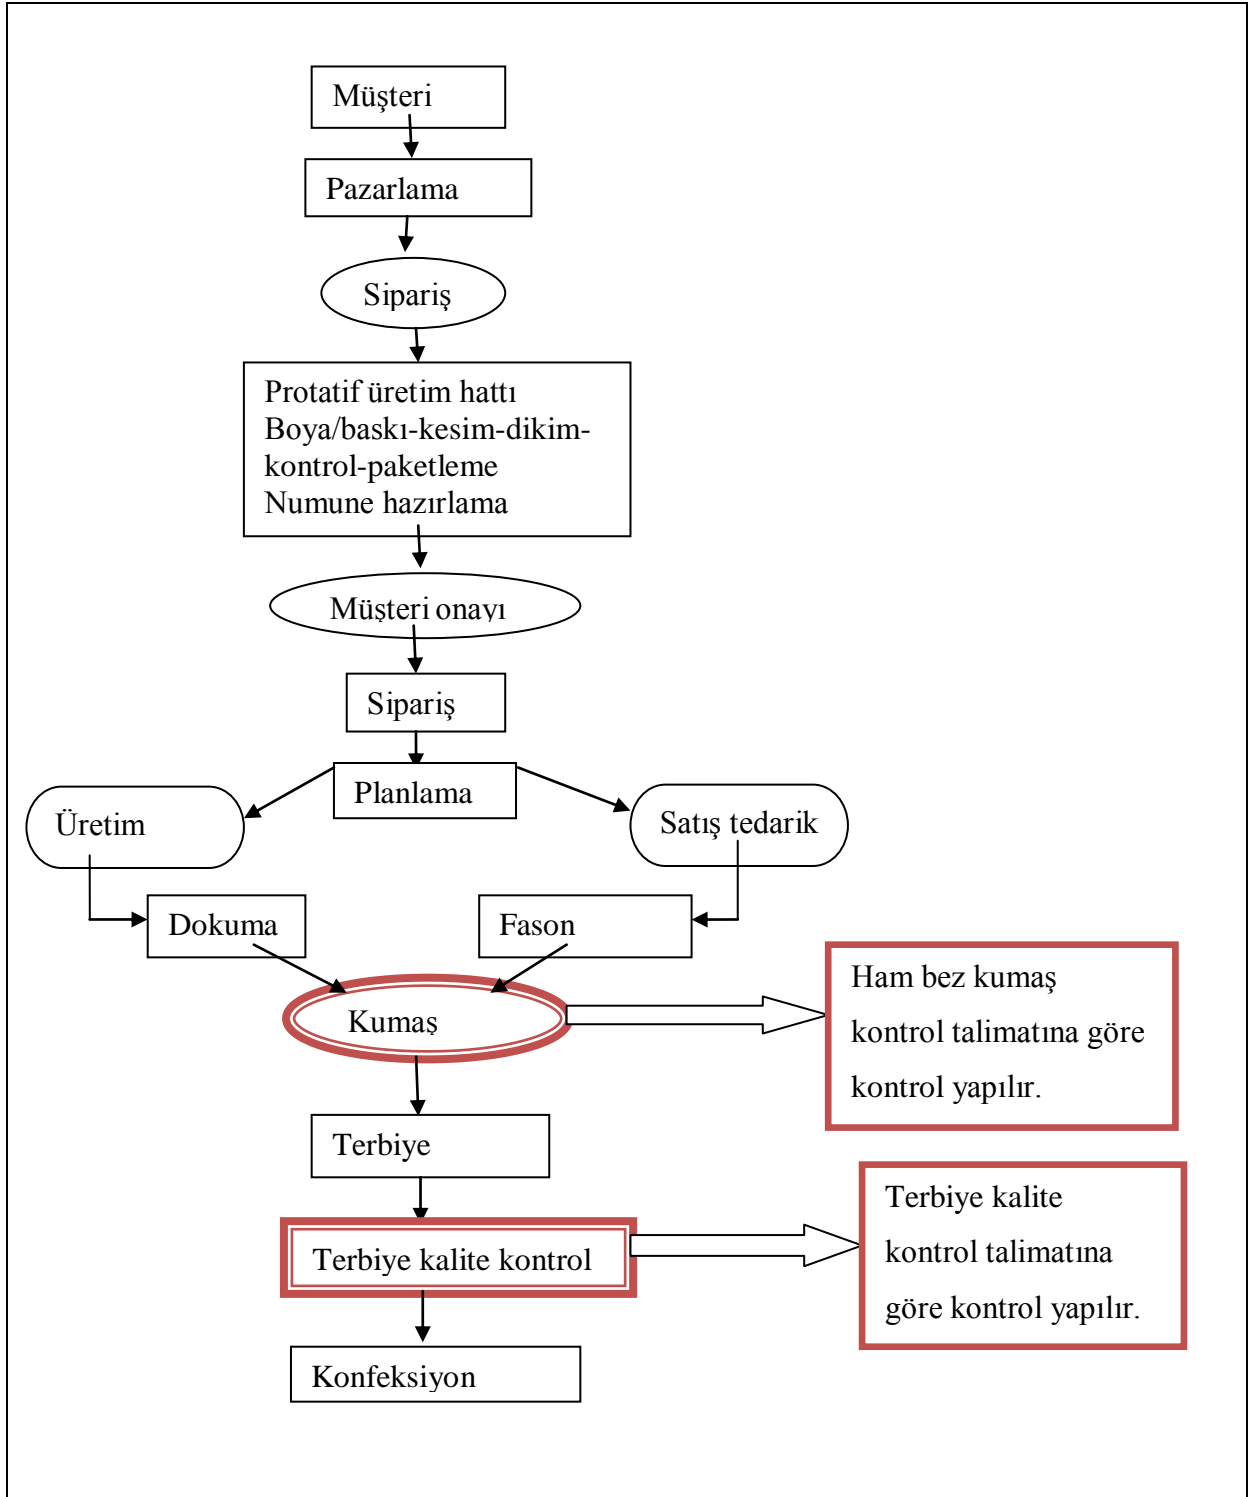 Müşteri
Pazarlama
Sipariş
Protatif üretim hattı
Boya/baskı-kesim-dikim-
kontrol-paketleme
Numune hazırlama
Müşteri onayı
Sipariş
Planlama
Üretim
Satış tedarik
Dokuma
Fason
Kumaş
Ham bez kumaş
kontrol talimatına göre
kontrol yapılır.
Terbiye
Terbiye kalite kontrol
Terbiye kalite
kontrol talimatına
göre kontrol yapılır.
Konfeksiyon